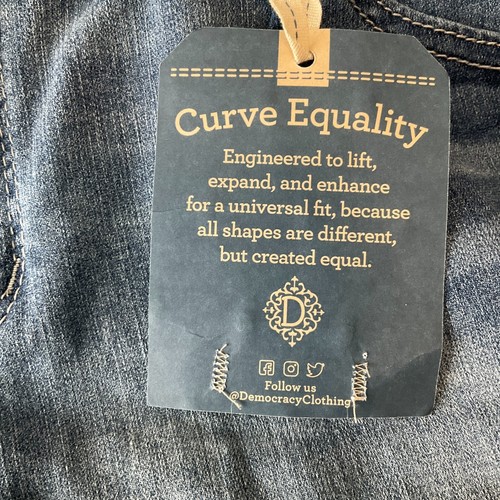 Curve Equality
Engineered to lift,
expand, and enhance
for a universal fit, because
all shapes are different,
but created equal.
D
Follow us
@DemocracyClothing